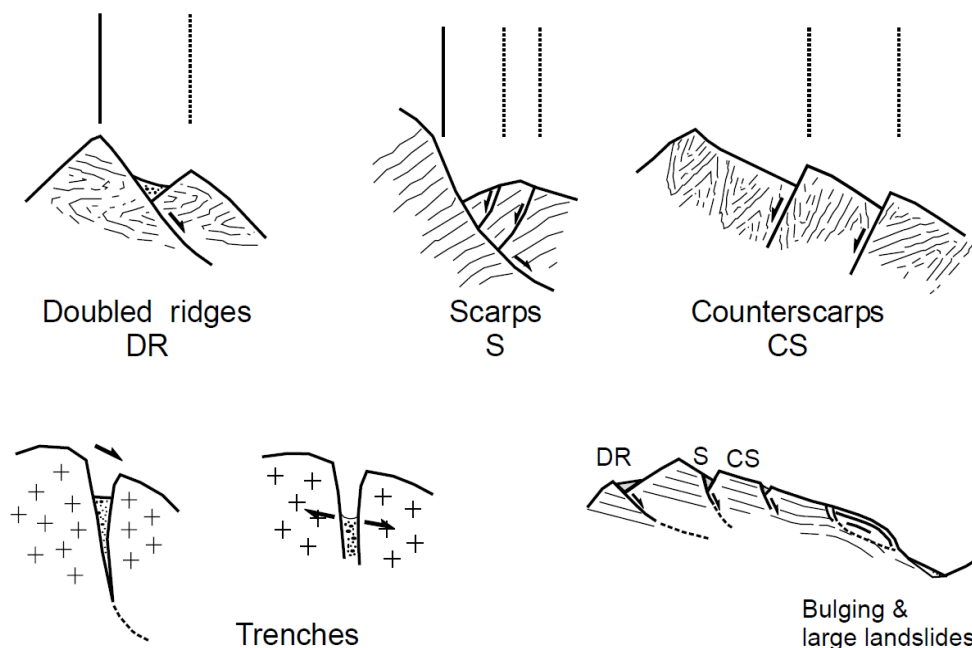 Doubled ridges
DR
Scarps
S
Counterscarps
CS
DR
S
CS
Trenches
Bulging &
large landslides